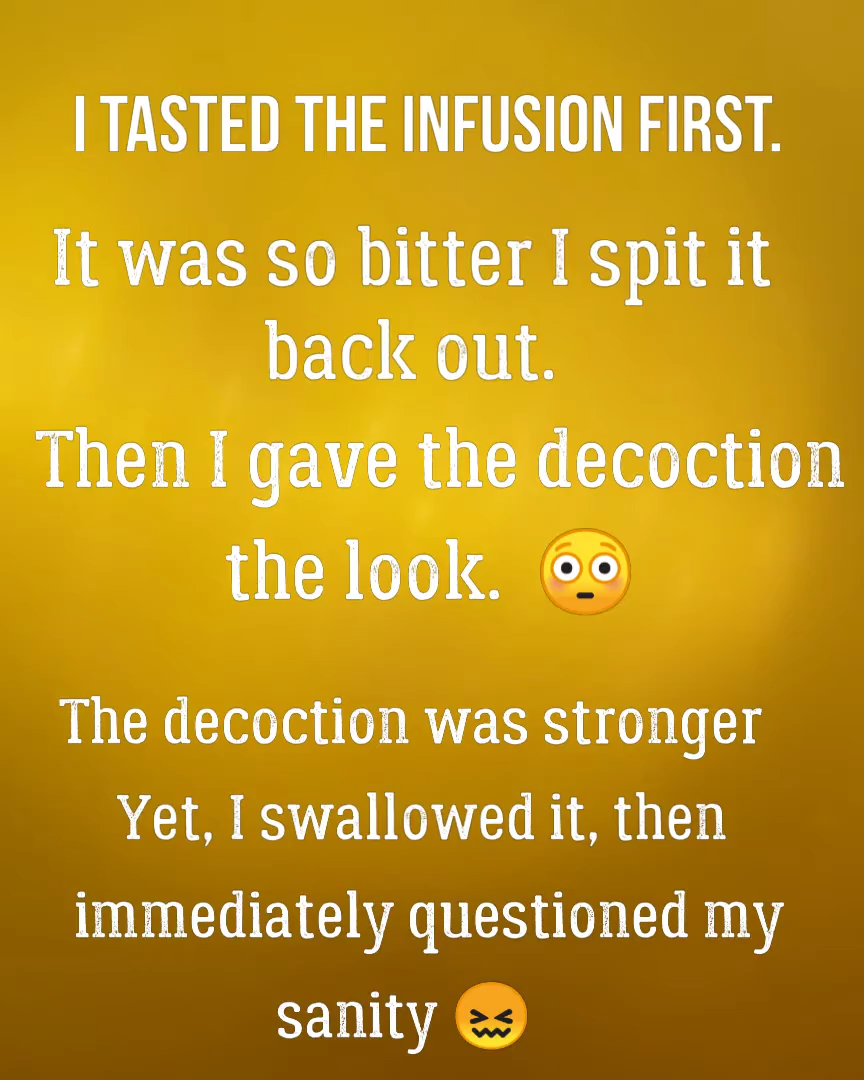 I TASTED THE INFUSION FIRST.
It was so bitter I spit it
back out.
Then I gave the decoction
the look. 😳
The decoction was stronger
Yet, I swallowed it, then
immediately questioned my
sanity 😖